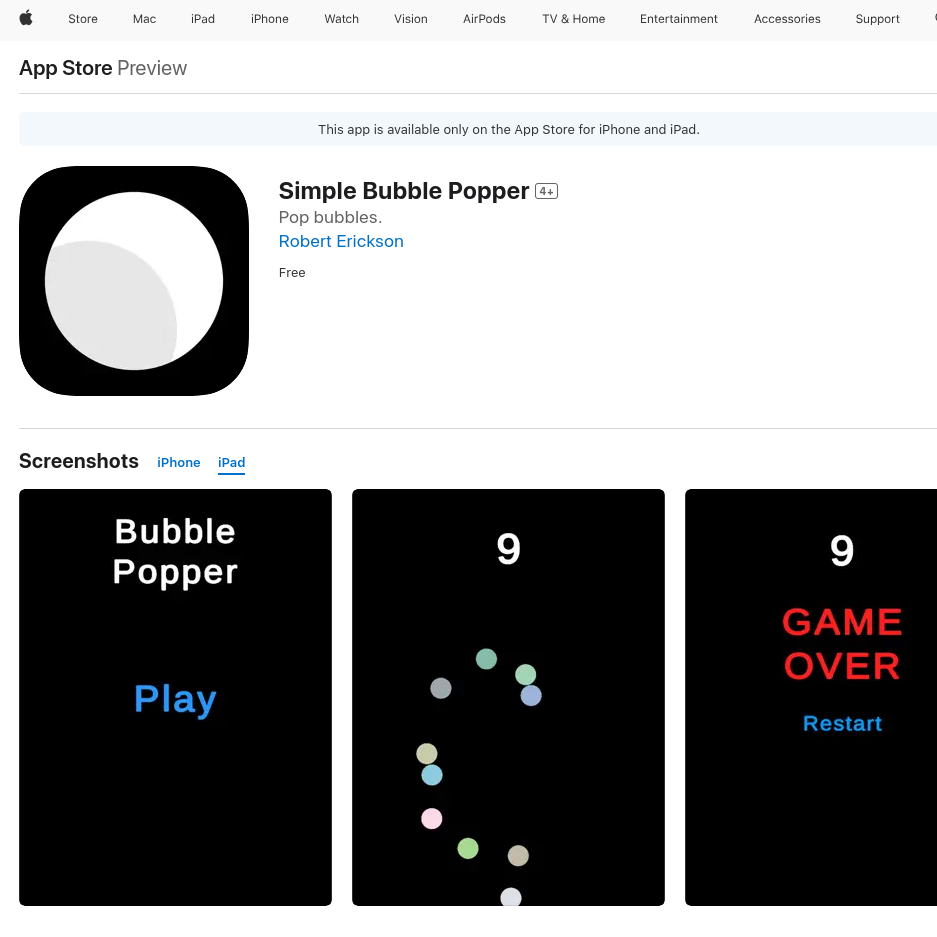 Store Mac iPad iPhone Watch Vision AirPods TV & Home Entertainment Accessories Support
App Store Preview
This app is available only on the App Store for iPhone and iPad.
Simple Bubble Popper 4+
Pop bubbles.
Robert Erickson
Free
Screenshots iPhone iPad
Bubble
Popper
Play
9
9
GAME
OVER
Restart